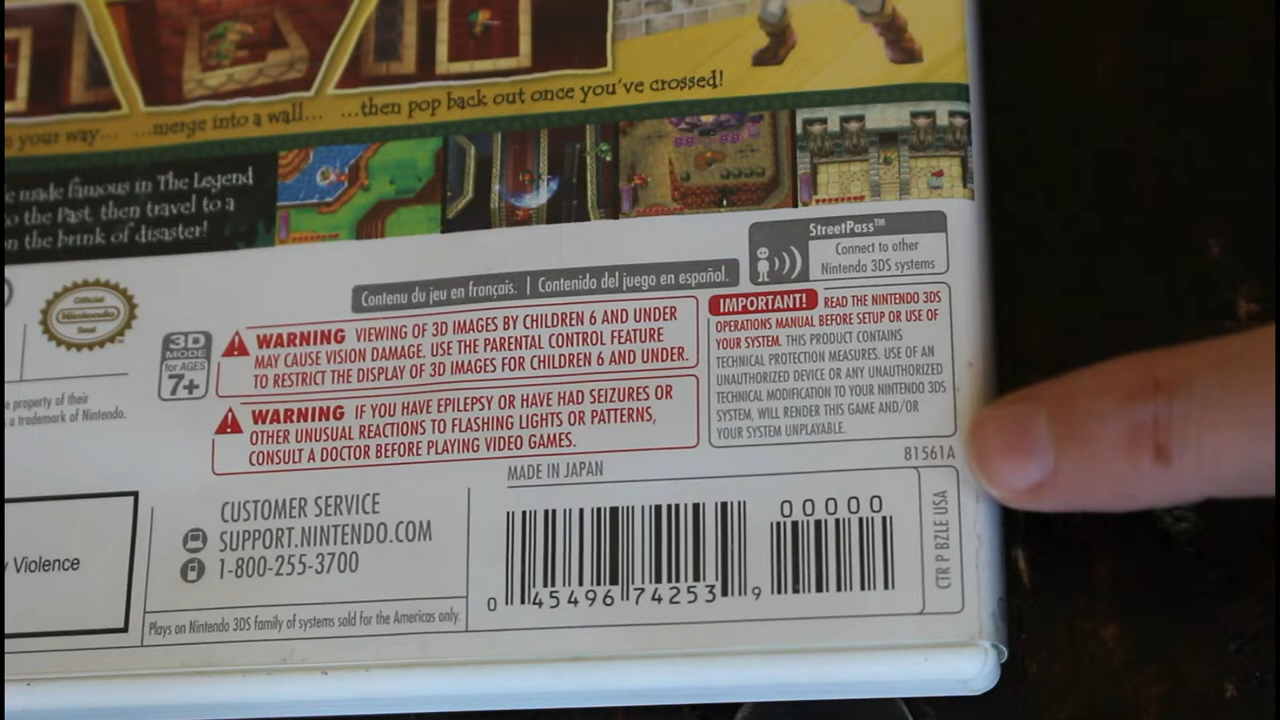 your way... ...merge into a wall... ...then pop back out once you've crossed!
made famous in The Legend
to the Past, then travel to a
on the brink of disaster!
StreetPass™
Connect to other
Nintendo 3DS systems
Contenu du jeu en français. | Contenido del juego en español.
Official
Nintendo
Seal
3D
MODE
for AGES
7+
WARNING VIEWING OF 3D IMAGES BY CHILDREN 6 AND UNDER
MAY CAUSE VISION DAMAGE. USE THE PARENTAL CONTROL FEATURE
TO RESTRICT THE DISPLAY OF 3D IMAGES FOR CHILDREN 6 AND UNDER.
WARNING IF YOU HAVE EPILEPSY OR HAVE HAD SEIZURES OR
OTHER UNUSUAL REACTIONS TO FLASHING LIGHTS OR PATTERNS,
CONSULT A DOCTOR BEFORE PLAYING VIDEO GAMES.
IMPORTANT! READ THE NINTENDO 3DS
OPERATIONS MANUAL BEFORE SETUP OR USE OF
YOUR SYSTEM. THIS PRODUCT CONTAINS
TECHNICAL PROTECTION MEASURES. USE OF AN
UNAUTHORIZED DEVICE OR ANY UNAUTHORIZED
TECHNICAL MODIFICATION TO YOUR NINTENDO 3DS
SYSTEM, WILL RENDER THIS GAME AND/OR
YOUR SYSTEM UNPLAYABLE.
property of their
a trademark of Nintendo.
81561A
MADE IN JAPAN
Violence
CUSTOMER SERVICE
SUPPORT.NINTENDO.COM
1-800-255-3700
Plays on Nintendo 3DS family of systems sold for the Americas only.
00000
0 45496 74253 9
CTR P BZLE USA